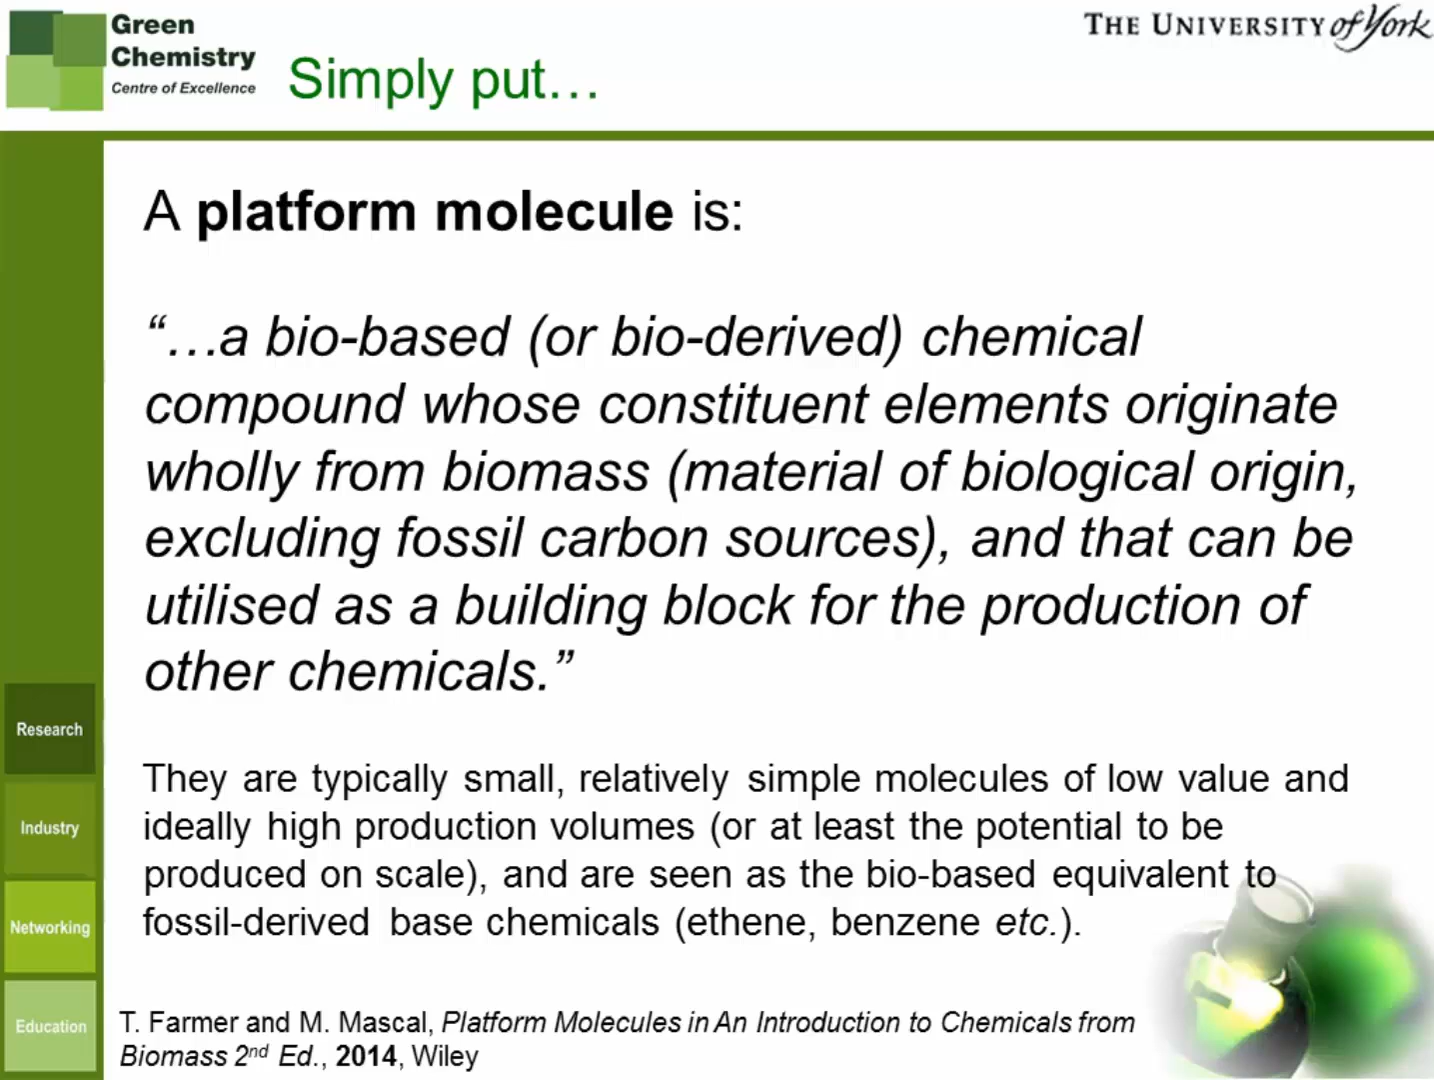 Green
Chemistry
Centre of Excellence
Simply put…
THE UNIVERSITY of York
A platform molecule is:
“…a bio-based (or bio-derived) chemical
compound whose constituent elements originate
wholly from biomass (material of biological origin,
excluding fossil carbon sources), and that can be
utilised as a building block for the production of
other chemicals.”
They are typically small, relatively simple molecules of low value and
ideally high production volumes (or at least the potential to be
produced on scale), and are seen as the bio-based equivalent to
fossil-derived base chemicals (ethene, benzene etc.).
Research
Industry
Networking
Education
T. Farmer and M. Mascal, Platform Molecules in An Introduction to Chemicals from
Biomass 2nd Ed., 2014, Wiley